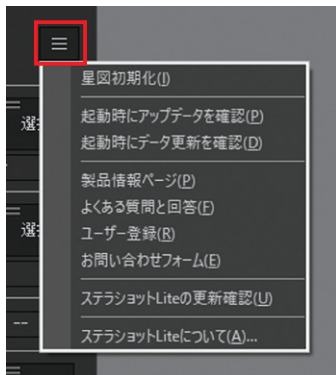 選
選
--
星図初期化(I)
起動時にアップデータを確認(P)
起動時にデータ更新を確認(D)
製品情報ページ(P)
よくある質問と回答(F)
ユーザー登録(R)
お問い合わせフォーム(E)
ステラショットLiteの更新確認(U)
ステラショットLiteについて(A)...